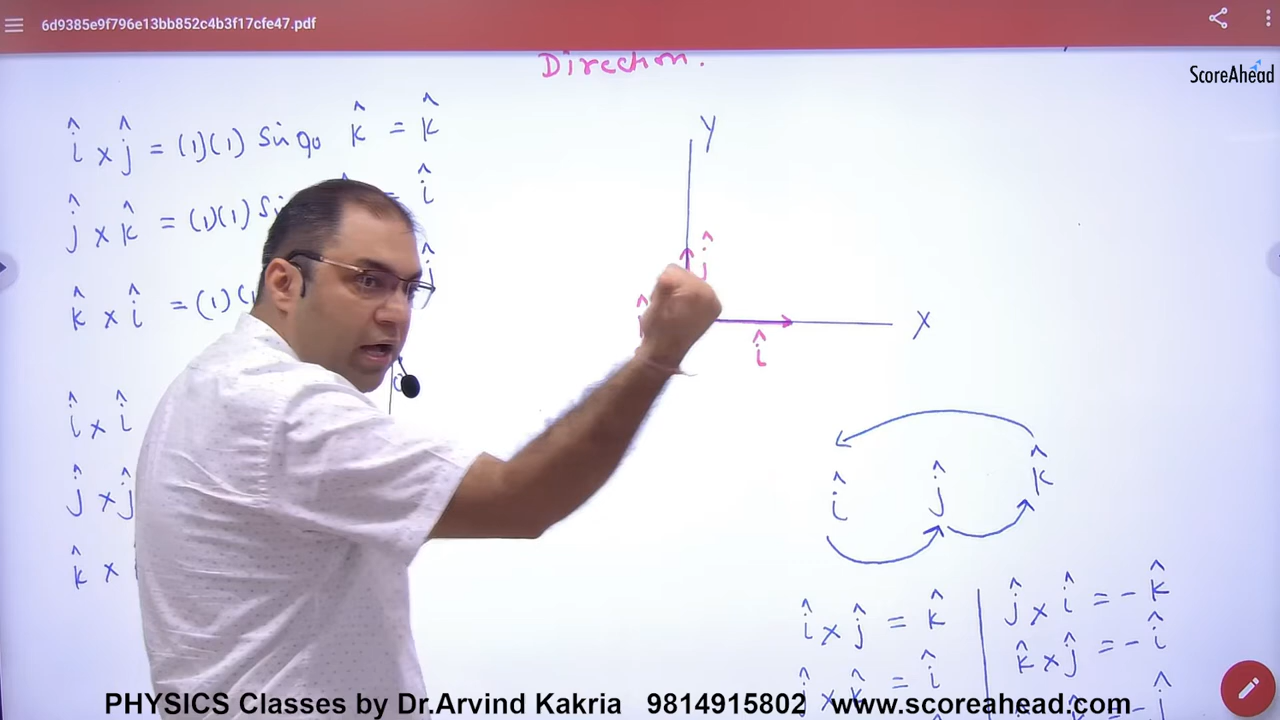 6d9385e9f796e13bb852c4b3f17cfe47.pdf
ScoreAhead
Direction.
î × ĵ = (1)(1) Sin 90 k̂ = k̂
ĵ × k̂ = (1)(1) Si = î
k̂ × î = (1)( ĵ
î × î
ĵ × ĵ
k̂ ×
Y
ĵ
X
î
î ĵ k̂
î × ĵ = k̂
ĵ × î = - k̂
k̂ × ĵ = - î
ĵ × k̂ = î
PHYSICS Classes by Dr.Arvind Kakria 9814915802 www.scoreahead.com